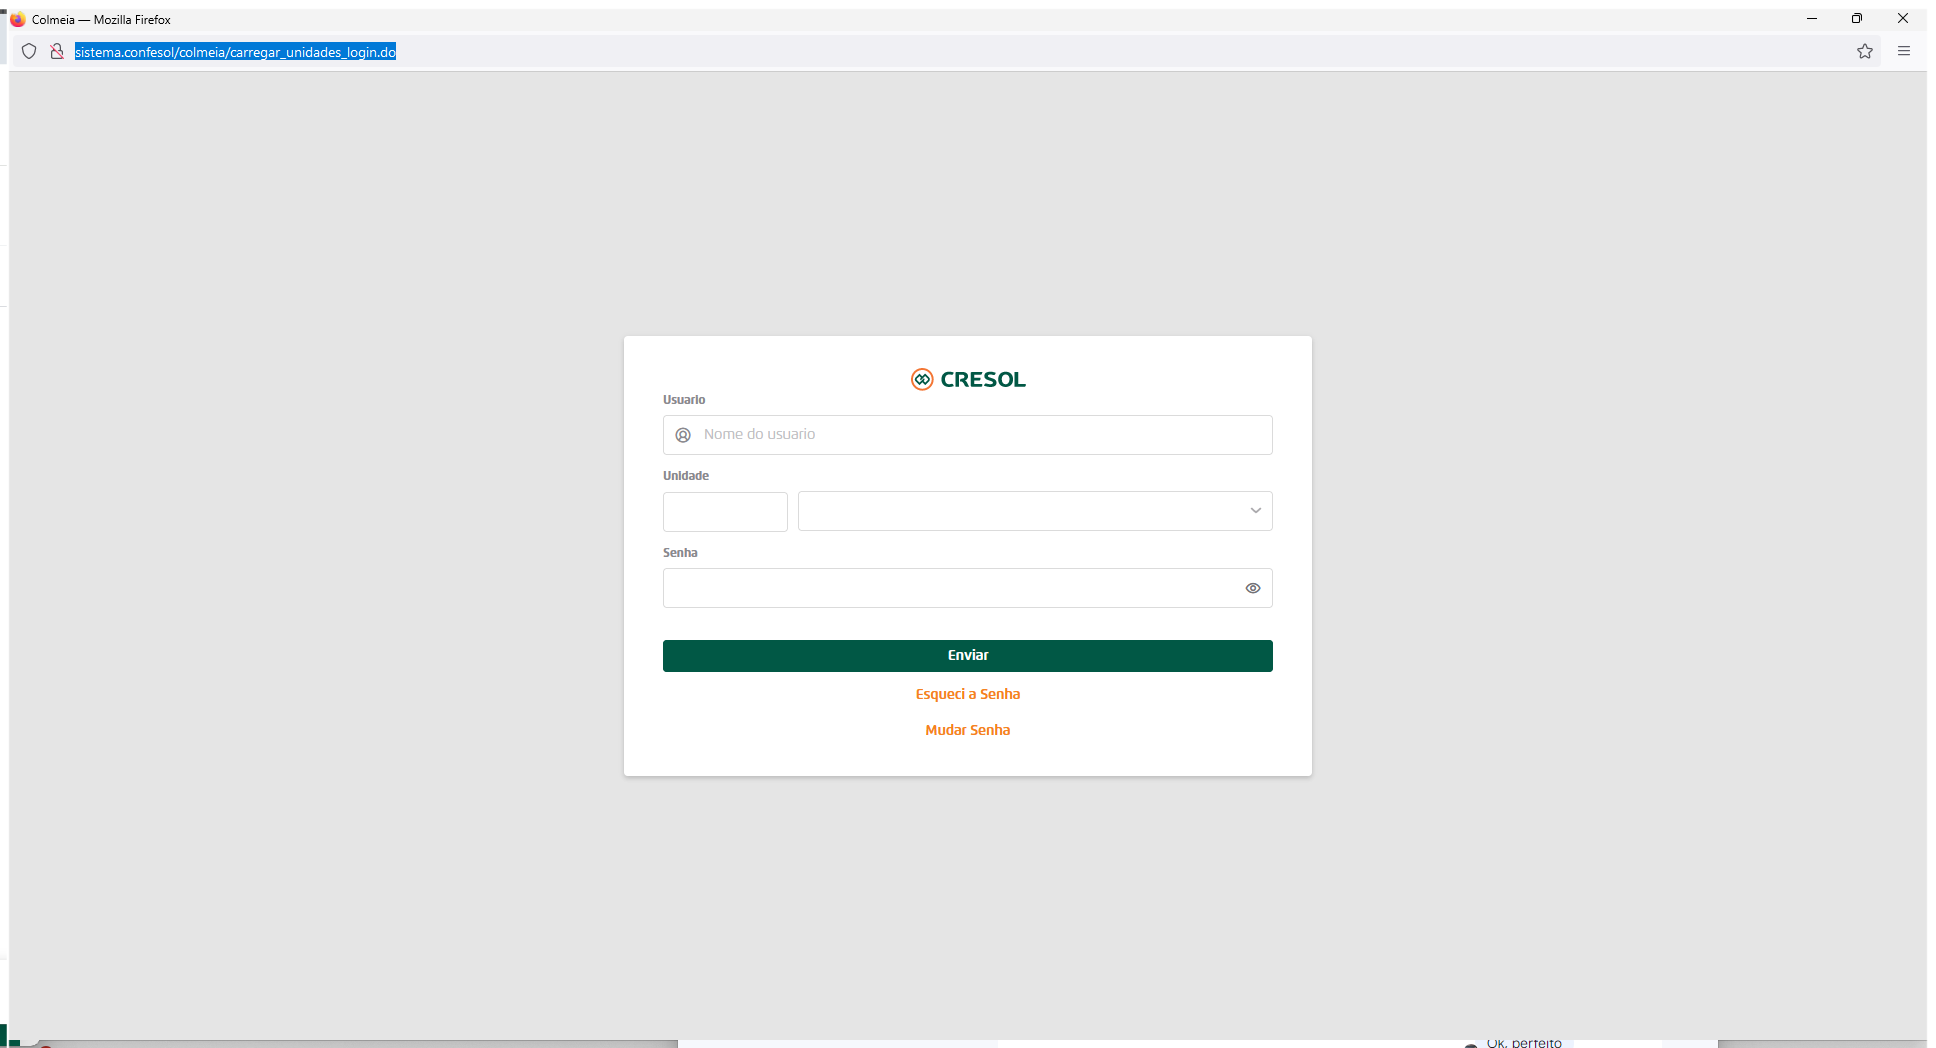 Colmeia — Mozilla Firefox
sistema.confesol/colmeia/carregar_unidades_login.do
CRESOL
Usuario
Nome do usuario
Unidade
Senha
Enviar
Esqueci a Senha
Mudar Senha
Ok, perfeito